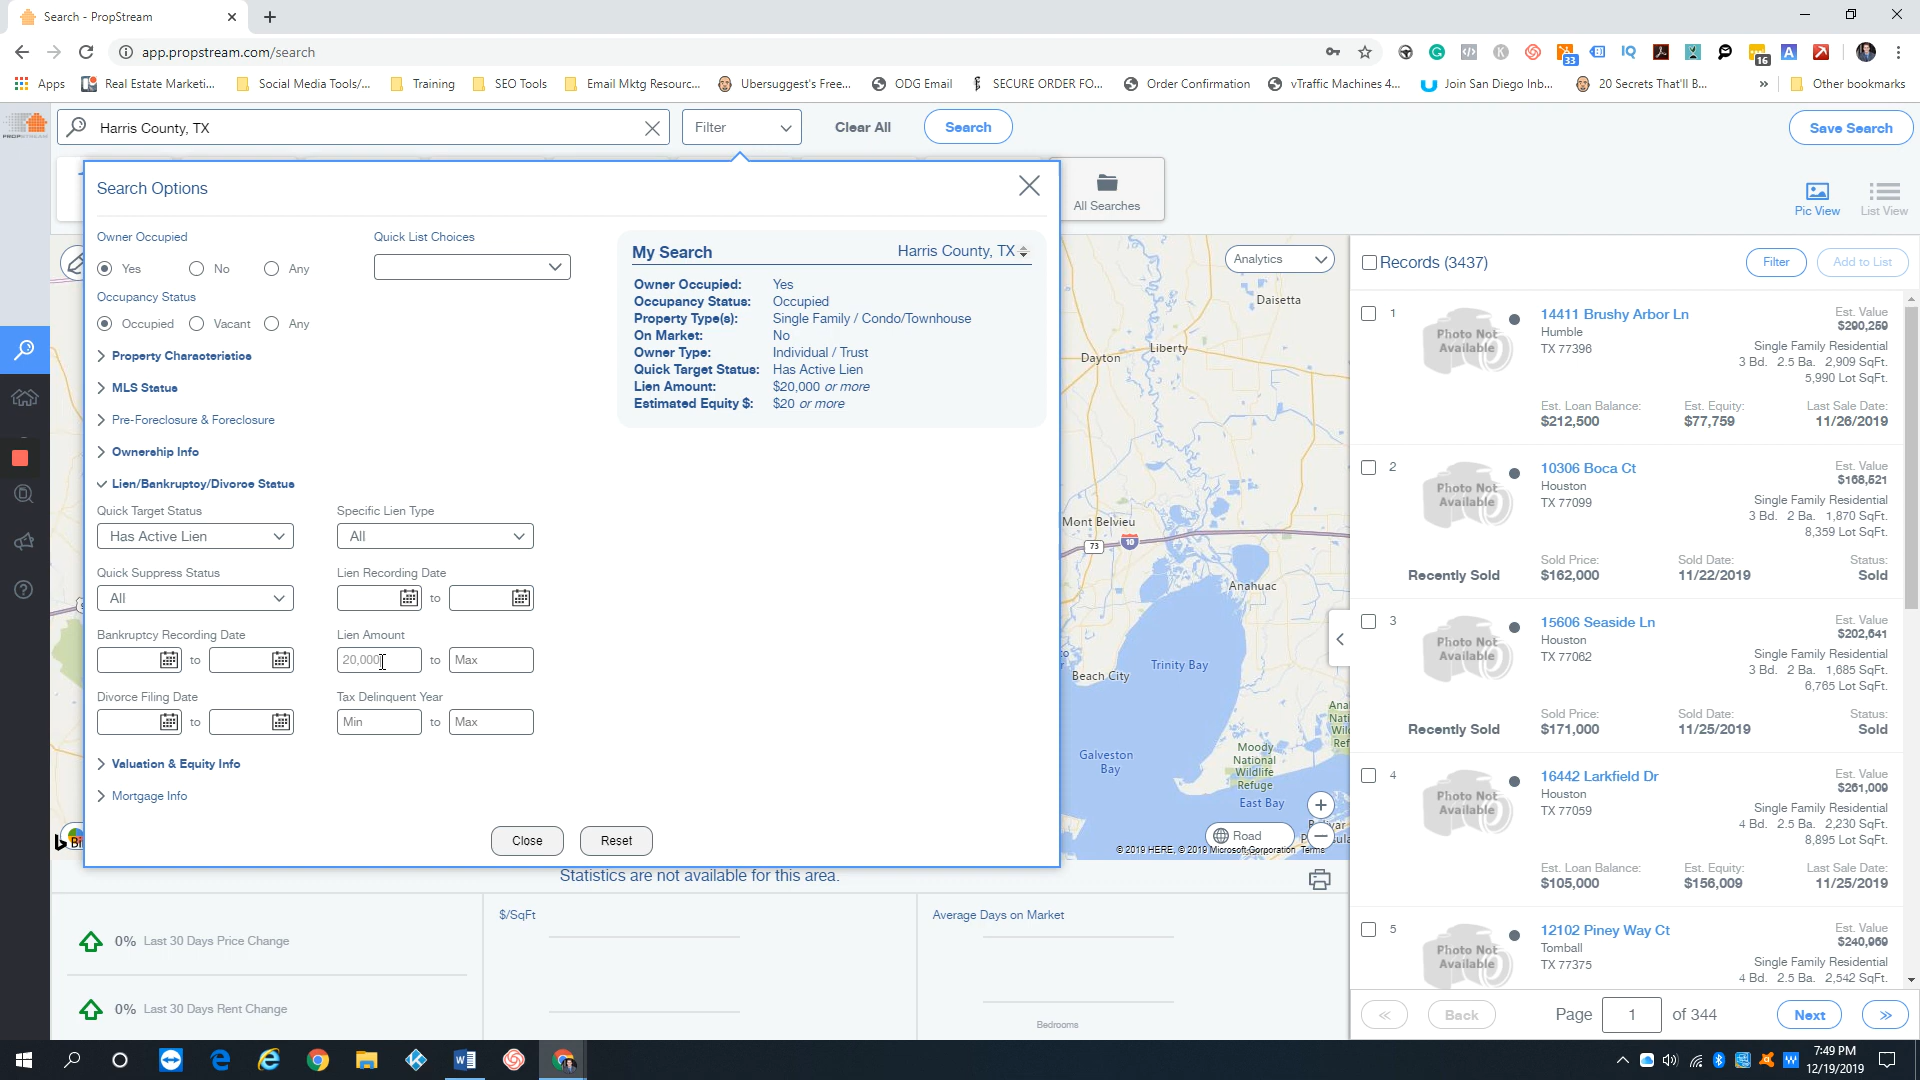 Search - PropStream
app.propstream.com/search
33
16
Apps
Real Estate Marketi...
Social Media Tools/...
Training
SEO Tools
Email Mktg Resourc...
Ubersuggest's Free...
ODG Email
SECURE ORDER FO...
Order Confirmation
vTraffic Machines 4...
Join San Diego Inb...
20 Secrets That'll B...
Other bookmarks
Harris County, TX
Filter
Clear All
Search
Save Search
Search Options
All Searches
Pic View
List View
Owner Occupied
Yes
No
Any
Quick List Choices
Occupancy Status
Occupied
Vacant
Any
Property Characteristics
MLS Status
Pre-Foreclosure & Foreclosure
Ownership Info
Lien/Bankruptcy/Divorce Status
Quick Target Status
Specific Lien Type
Has Active Lien
All
Quick Suppress Status
Lien Recording Date
All
to
Bankruptcy Recording Date
Lien Amount
to
20,000
to
Max
Divorce Filing Date
Tax Delinquent Year
to
Min
to
Max
Valuation & Equity Info
Mortgage Info
Close
Reset
My Search
Harris County, TX
Owner Occupied: Yes
Occupancy Status: Occupied
Property Type(s): Single Family / Condo/Townhouse
On Market: No
Owner Type: Individual / Trust
Quick Target Status: Has Active Lien
Lien Amount: $20,000 or more
Estimated Equity $: $20 or more
Analytics
Daisetta
Dayton
Liberty
Mont Belvieu
73
10
Anahuac
Trinity Bay
Beach City
Galveston
Bay
Moody
National
Wildlife
Refuge
East Bay
Road
© 2019 HERE, © 2019 Microsoft Corporation Terms
Statistics are not available for this area.
0% Last 30 Days Price Change
0% Last 30 Days Rent Change
$/SqFt
Average Days on Market
Bedrooms
Records (3437)
Filter
Add to List
1
Photo Not
Available
14411 Brushy Arbor Ln
Humble
TX 77396
Est. Value
$290,259
Single Family Residential
3 Bd. 2.5 Ba. 2,909 SqFt.
5,990 Lot SqFt.
Est. Loan Balance:
$212,500
Est. Equity:
$77,759
Last Sale Date:
11/26/2019
2
Photo Not
Available
10306 Boca Ct
Houston
TX 77099
Est. Value
$168,521
Single Family Residential
3 Bd. 2 Ba. 1,870 SqFt.
8,359 Lot SqFt.
Recently Sold
Sold Price:
$162,000
Sold Date:
11/22/2019
Status:
Sold
3
Photo Not
Available
15606 Seaside Ln
Houston
TX 77062
Est. Value
$202,641
Single Family Residential
3 Bd. 2 Ba. 1,685 SqFt.
6,765 Lot SqFt.
Recently Sold
Sold Price:
$171,000
Sold Date:
11/25/2019
Status:
Sold
4
Photo Not
Available
16442 Larkfield Dr
Houston
TX 77059
Est. Value
$261,009
Single Family Residential
4 Bd. 2.5 Ba. 2,230 SqFt.
8,895 Lot SqFt.
Est. Loan Balance:
$105,000
Est. Equity:
$156,009
Last Sale Date:
11/25/2019
5
Photo Not
Available
12102 Piney Way Ct
Tomball
TX 77375
Est. Value
$240,969
Single Family Residential
4 Bd. 2.5 Ba. 2,542 SqFt.
Back
Page 1 of 344
Next
7:49 PM
12/19/2019